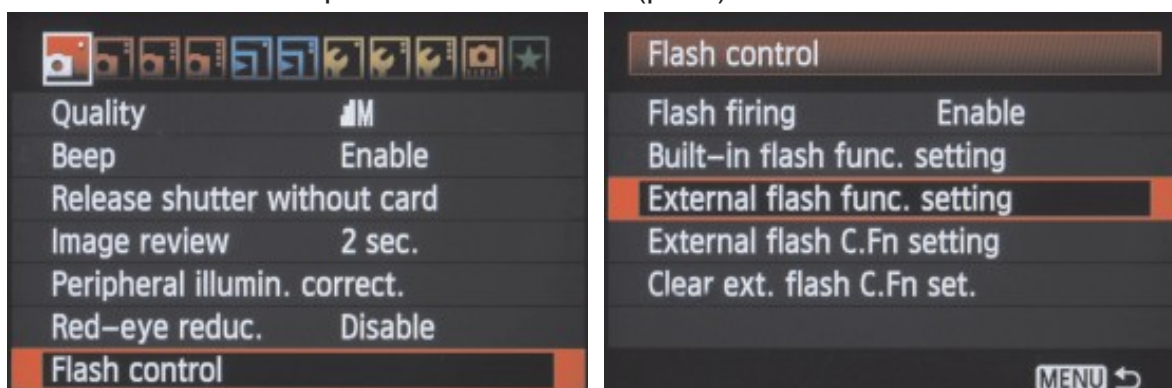 Quality M
Beep Enable
Release shutter without card
Image review 2 sec.
Peripheral illumin. correct.
Red-eye reduc. Disable
Flash control
Flash control
Flash firing Enable
Built-in flash func. setting
External flash func. setting
External flash C.Fn setting
Clear ext. flash C.Fn set.
MENU